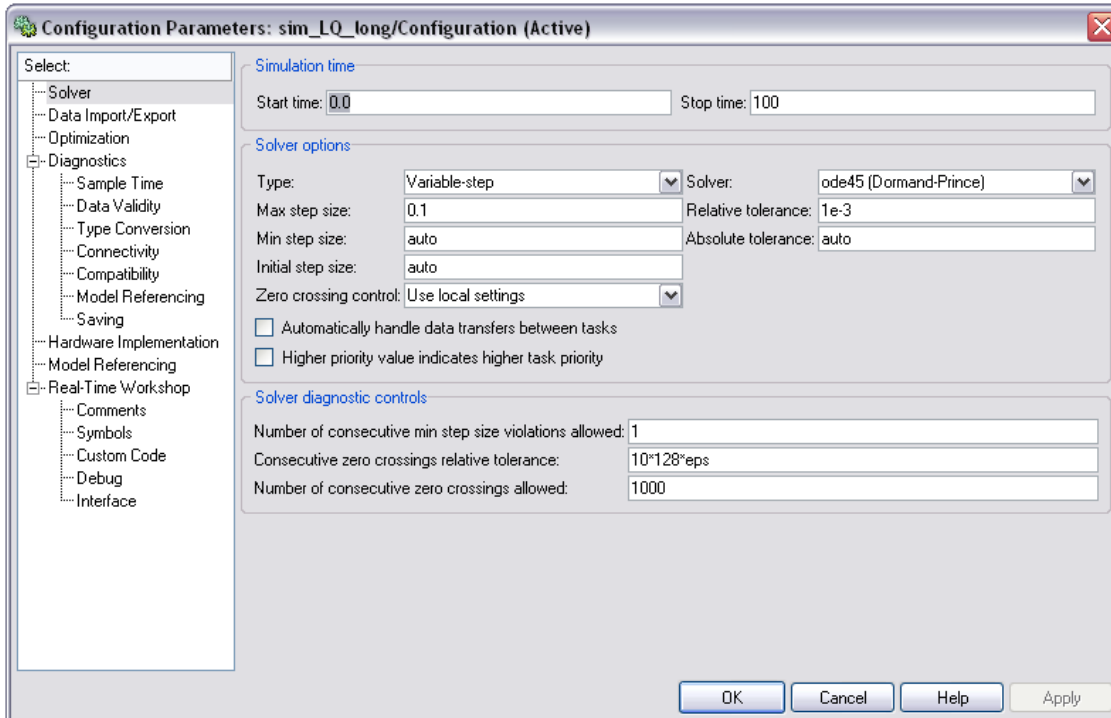 Configuration Parameters: sim_LQ_long/Configuration (Active)
Select:
Solver
Data Import/Export
Optimization
Diagnostics
Sample Time
Data Validity
Type Conversion
Connectivity
Compatibility
Model Referencing
Saving
Hardware Implementation
Model Referencing
Real-Time Workshop
Comments
Symbols
Custom Code
Debug
Interface
Simulation time
Start time: 0.0 Stop time: 100
Solver options
Type: Variable-step Solver: ode45 (Dormand-Prince)
Max step size: 0.1 Relative tolerance: 1e-3
Min step size: auto Absolute tolerance: auto
Initial step size: auto
Zero crossing control: Use local settings
Automatically handle data transfers between tasks
Higher priority value indicates higher task priority
Solver diagnostic controls
Number of consecutive min step size violations allowed: 1
Consecutive zero crossings relative tolerance: 10*128*eps
Number of consecutive zero crossings allowed: 1000
OK Cancel Help Apply